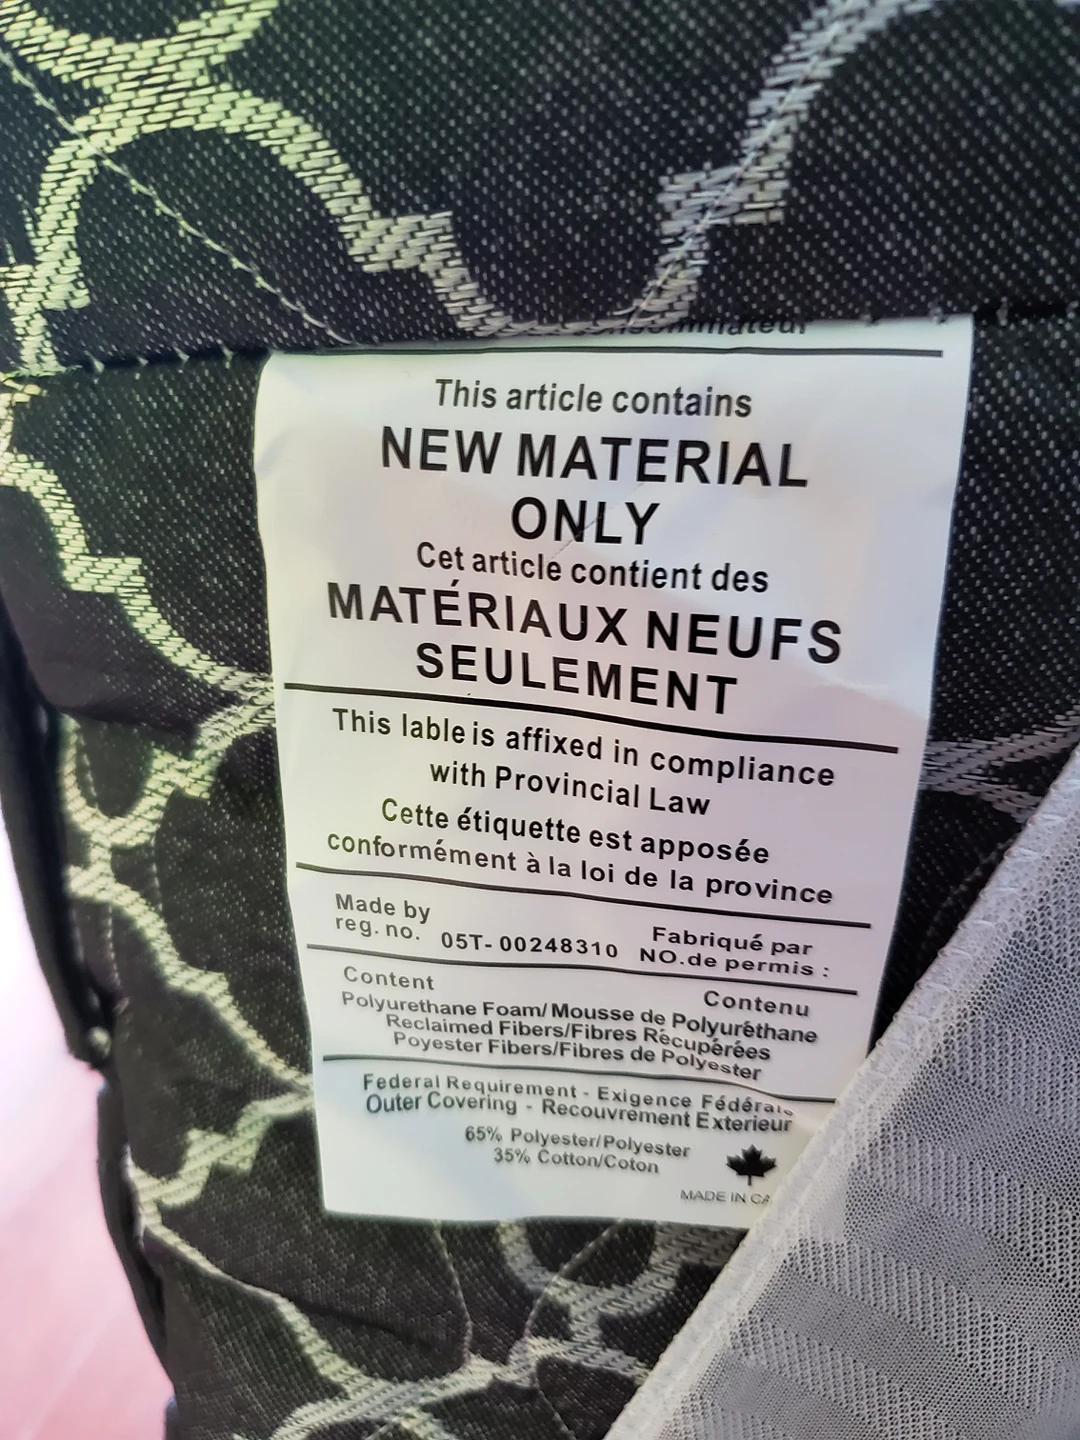 This article contains
NEW MATERIAL
ONLY
Cet article contient des
MATÉRIAUX NEUFS
SEULEMENT
This lable is affixed in compliance
with Provincial Law
Cette étiquette est apposée
conformément à la loi de la province
Made by
reg. no. 05T- 00248310 Fabriqué par
NO.de permis :
Content Contenu
Polyurethane Foam/ Mousse de Polyuréthane
Reclaimed Fibers/Fibres Récupérées
Poyester Fibers/Fibres de Polyester
Federal Requirement - Exigence Fédérale
Outer Covering - Recouvrement Exterieur
65% Polyester/Polyester
35% Cotton/Coton
MADE IN CA